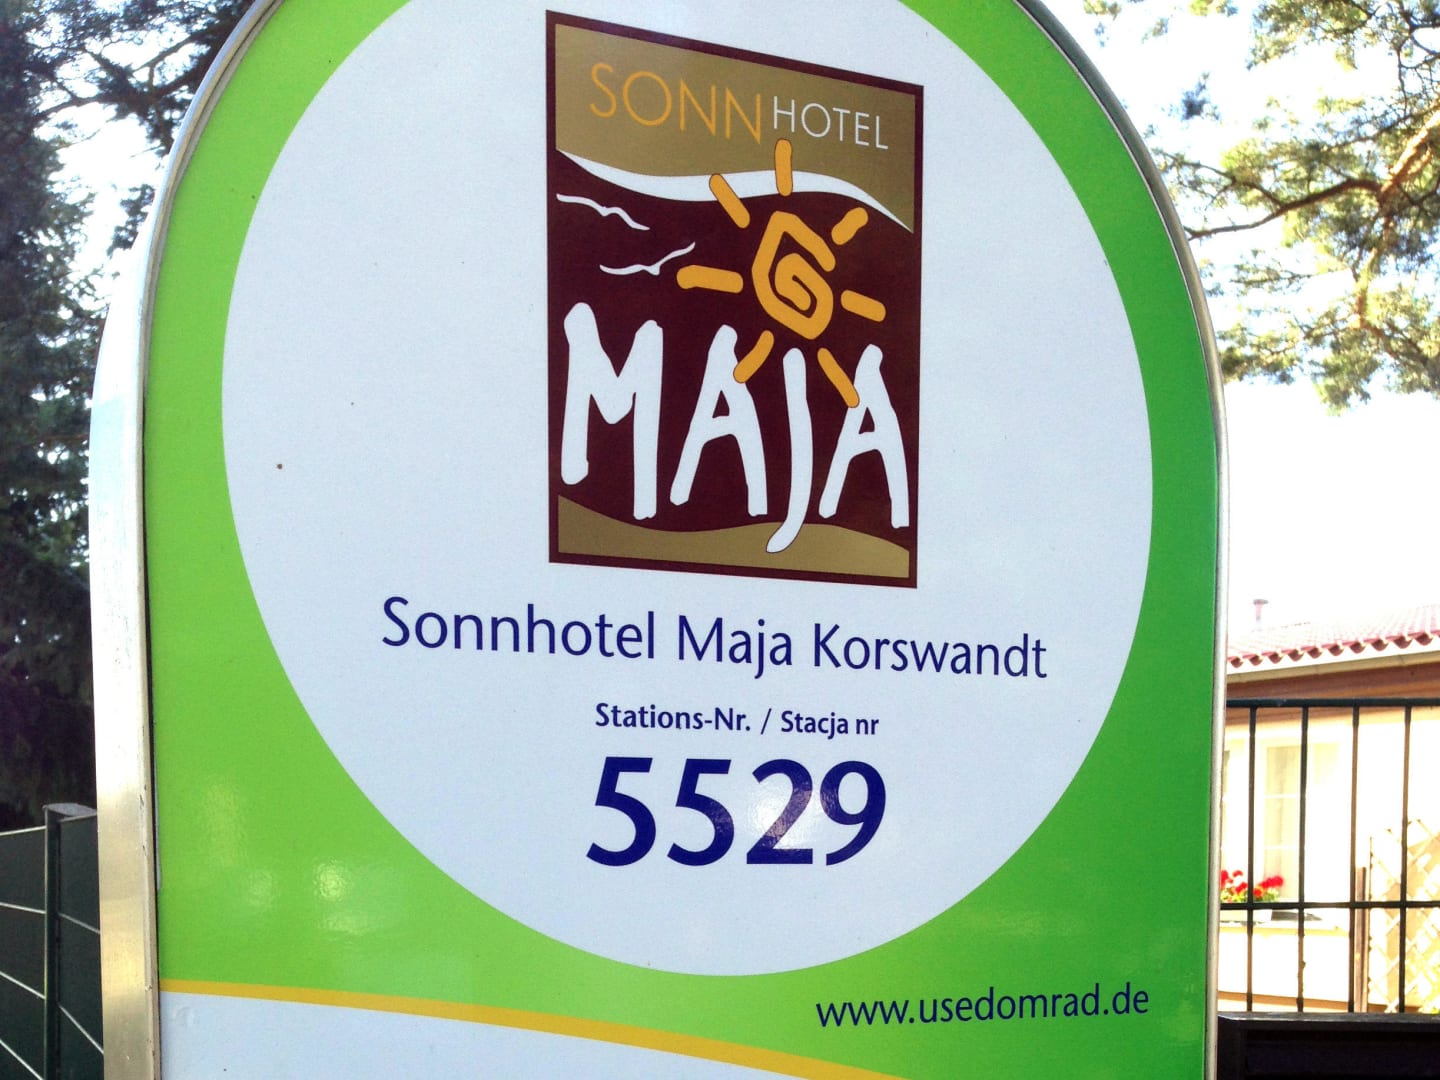 SONNHOTEL
MAJA
Sonnhotel Maja Korswandt
Stations-Nr. / Stacja nr
5529
www.usedomrad.de